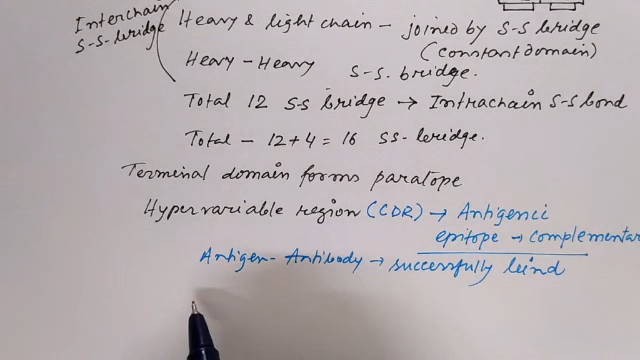 Interchain
S-S-bridge
Heavy & light chain - joined by S-S bridge
(constant domain)
Heavy - Heavy S-S. bridge.
Total 12 S-S bridge → Intrachain S-S bond
Total - 12+4 = 16 SS-bridge.
Terminal domain forms paratope
Hypervariable region (CDR) → Antigenci
epitope → complementar
Antigen - Antibody → successfully bind